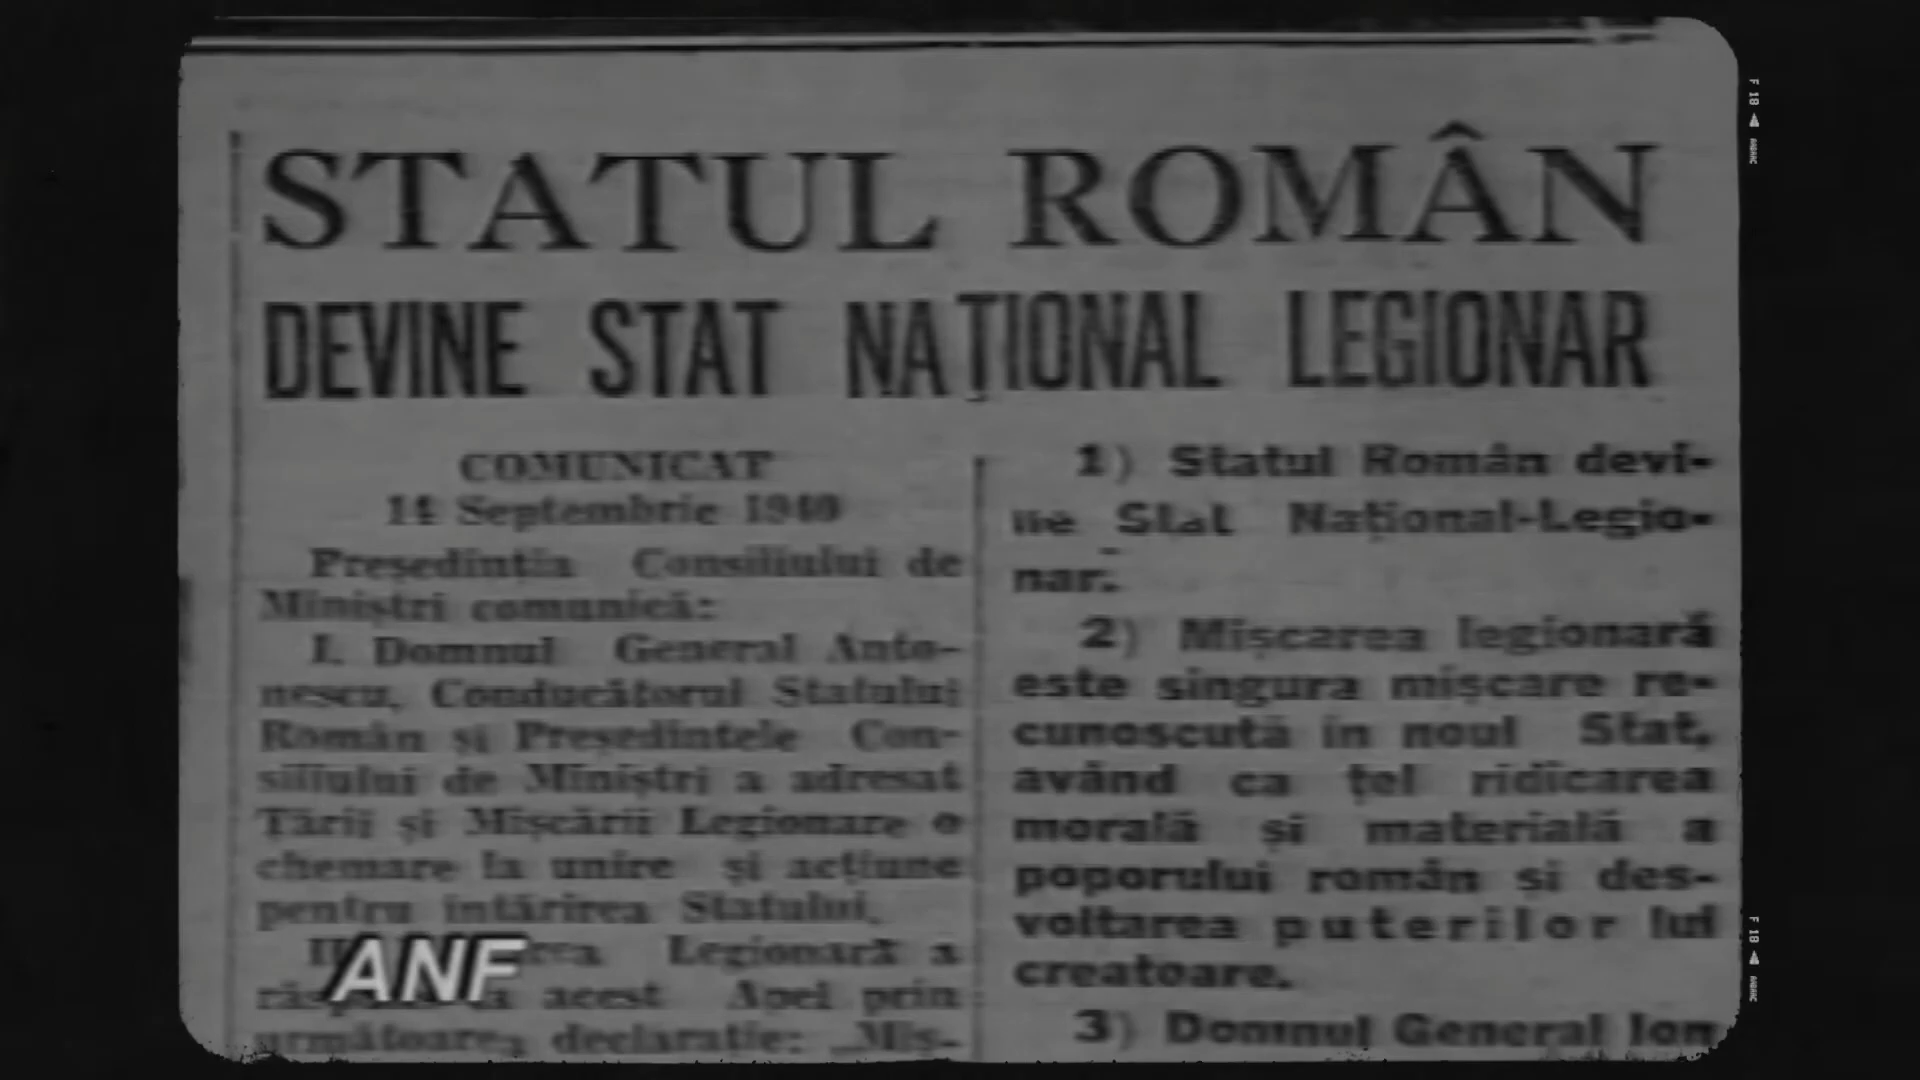 STATUL ROMÂN
DEVINE STAT NAȚIONAL LEGIONAR
COMUNICAT
14 Septembrie 1940
Președintia Consiliului de
Miniștri comunică:
I. Domnul General Anto-
nescu, Conducătorul Statului
Român și Președintele Con-
siliului de Miniștri a adresat
Țării și Mișcării Legionare o
chemare la unire și acțiune
pentru întărirea Statului.
Legionară a
acest Apel prin
următoarea declarație: „Miș-
1) Statul Român devi-
ne Stat Național-Legio-
nar.
2) Mișcarea legionară
este singura mișcare re-
cunoscută în noul Stat,
având ca țel ridicarea
morală și materială a
poporului român și des-
voltarea puterilor lui
creatoare.
3) Domnul General Ion
ANF
F 18
F 18